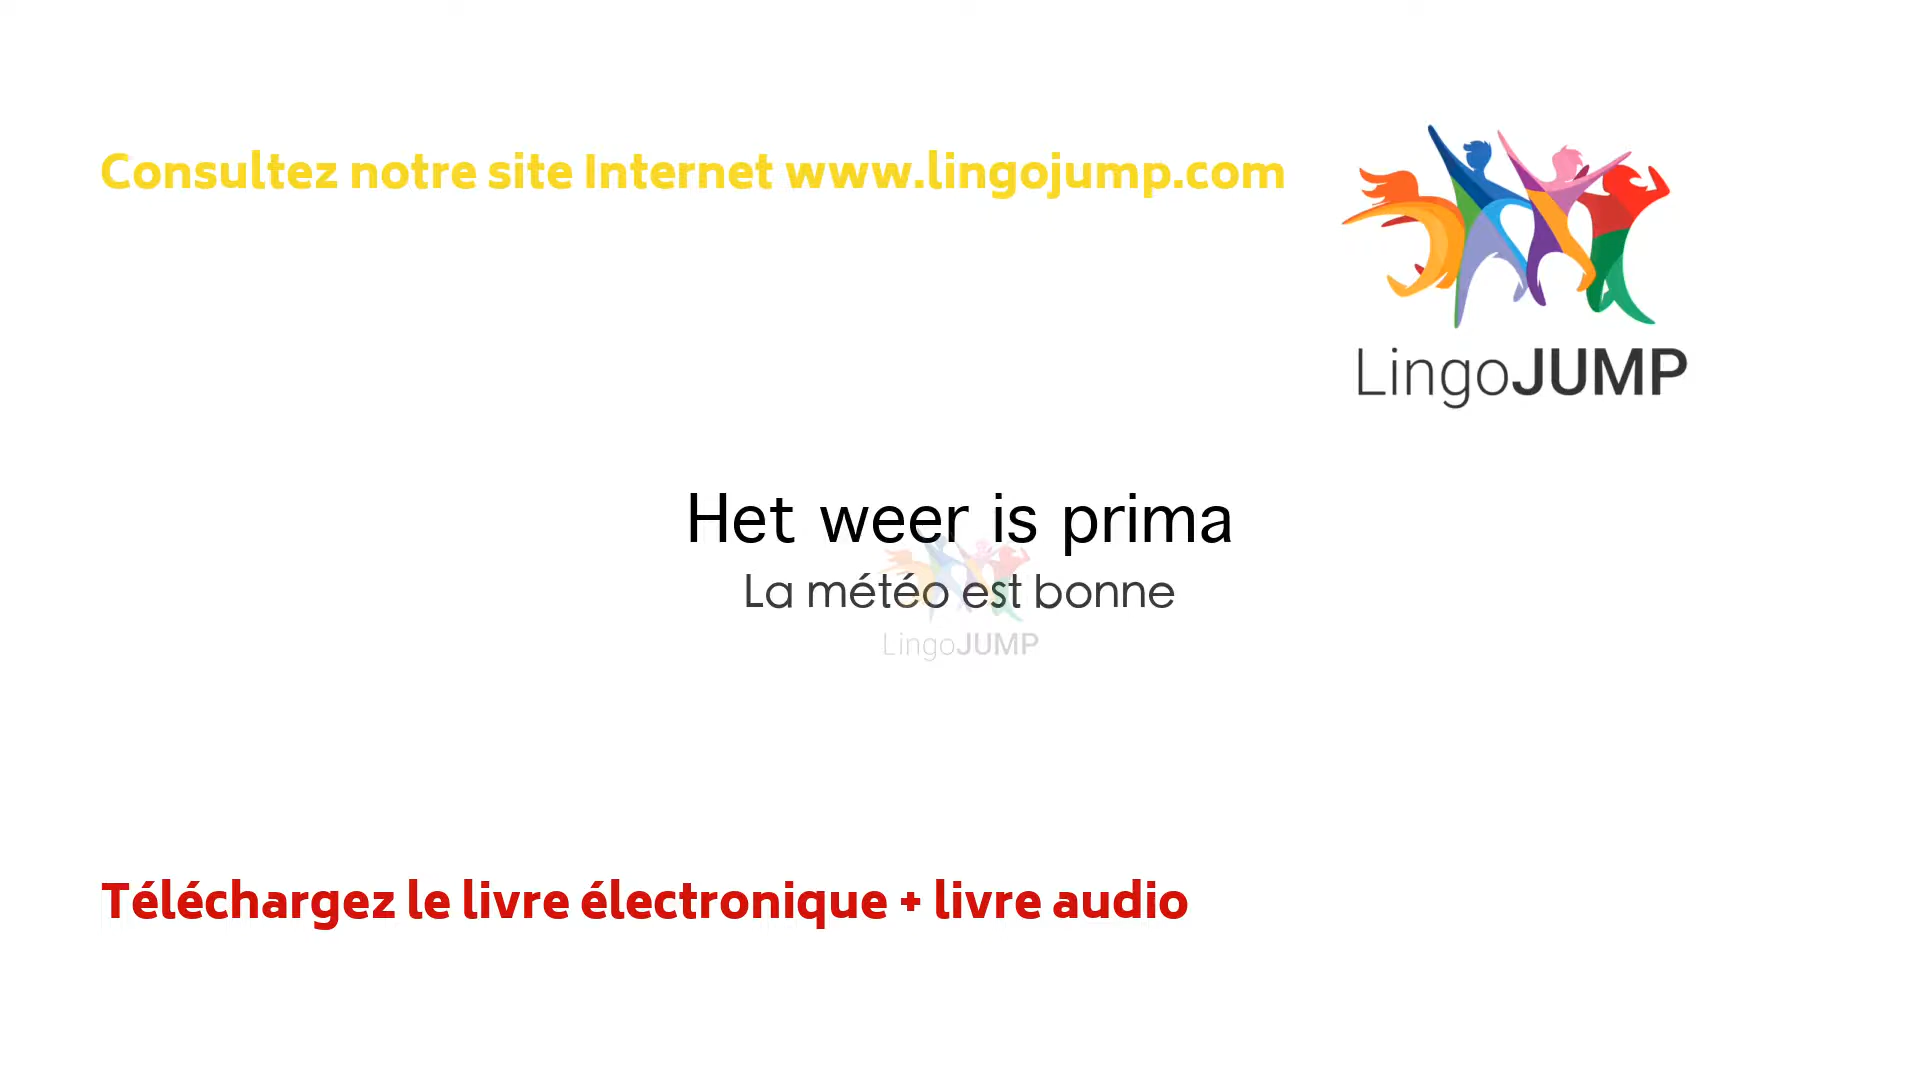 Consultez notre site Internet www.lingojump.com
LingoJUMP
Het weer is prima
La météo est bonne
LingoJUMP
Téléchargez le livre électronique + livre audio